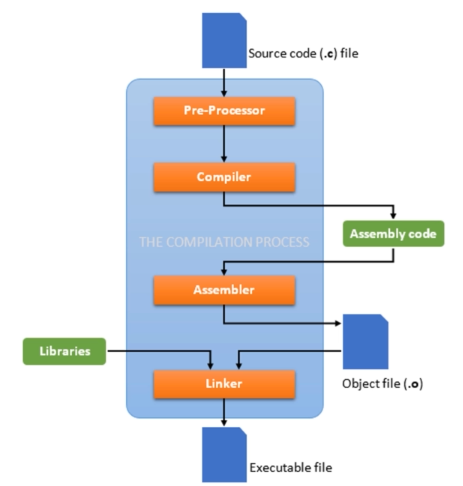 Source code (.c) file
Pre-Processor
Compiler
Assembly code
THE COMPILATION PROCESS
Assembler
Libraries
Object file (.o)
Linker
Executable file